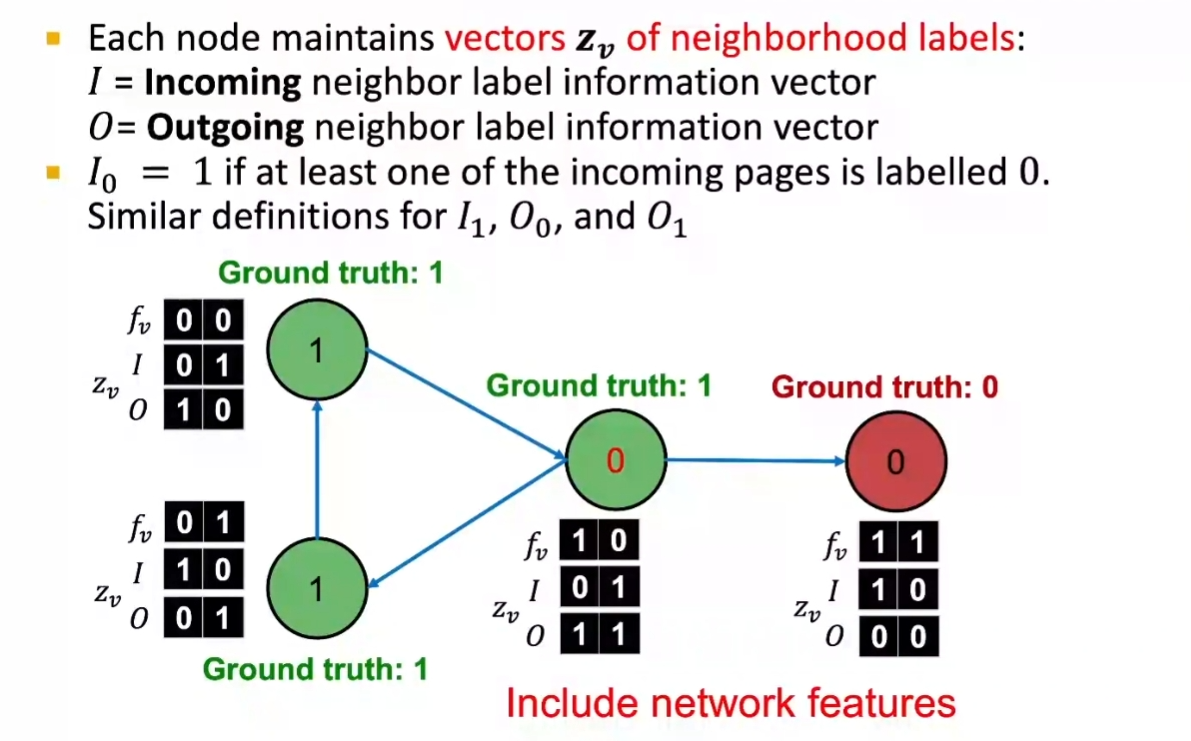 ▪ Each node maintains vectors z_v of neighborhood labels:
I = Incoming neighbor label information vector
O= Outgoing neighbor label information vector
▪ I_0 = 1 if at least one of the incoming pages is labelled 0.
Similar definitions for I_1, O_0, and O_1
Ground truth: 1
f_v 0 0
I 0 1
z_v
O 1 0
1
Ground truth: 1
0
Ground truth: 0
0
f_v 0 1
I 1 0
z_v
O 0 1
1
Ground truth: 1
f_v 1 0
I 0 1
z_v
O 1 1
f_v 1 1
I 1 0
z_v
O 0 0
Include network features